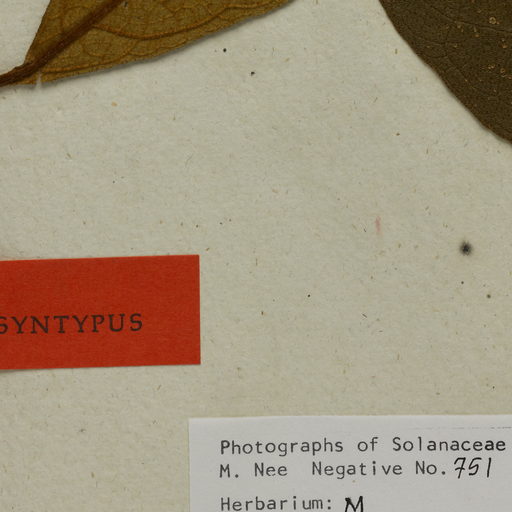 SYNTYPUS
Photographs of Solanaceae
M. Nee Negative No. 751
Herbarium: M